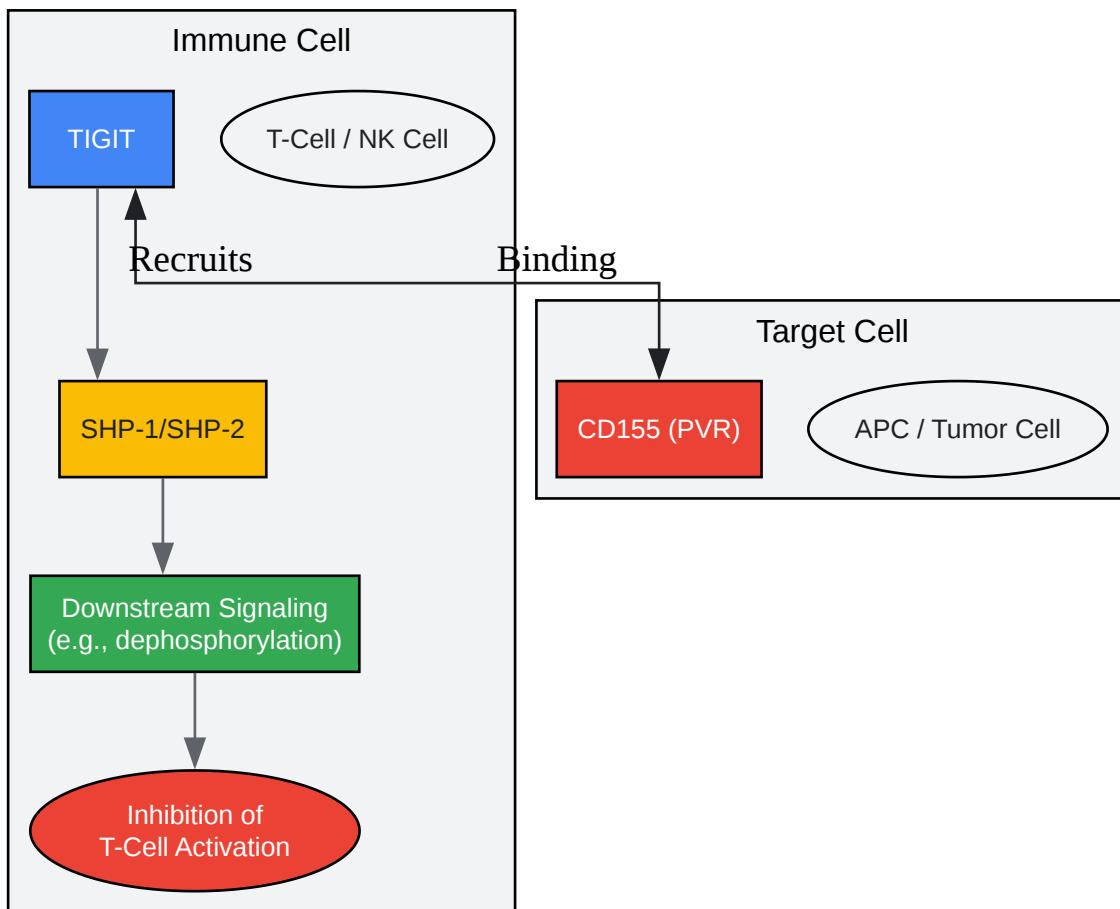 Immune Cell
TIGIT
T-Cell / NK Cell
Recruits
Binding
Target Cell
SHP-1/SHP-2
CD155 (PVR)
APC / Tumor Cell
Downstream Signaling
(e.g., dephosphorylation)
Inhibition of
T-Cell Activation